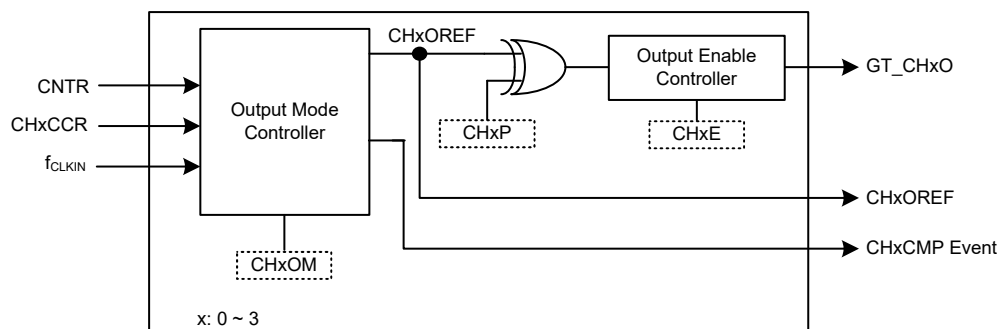 CHxOREF
Output Mode
Controller
Output Enable
Controller
CNTR
CHxCCR
fCLKIN
CHxP
CHxE
CHxOM
GT_CHxO
CHxOREF
CHxCMP Event
x: 0 ~ 3